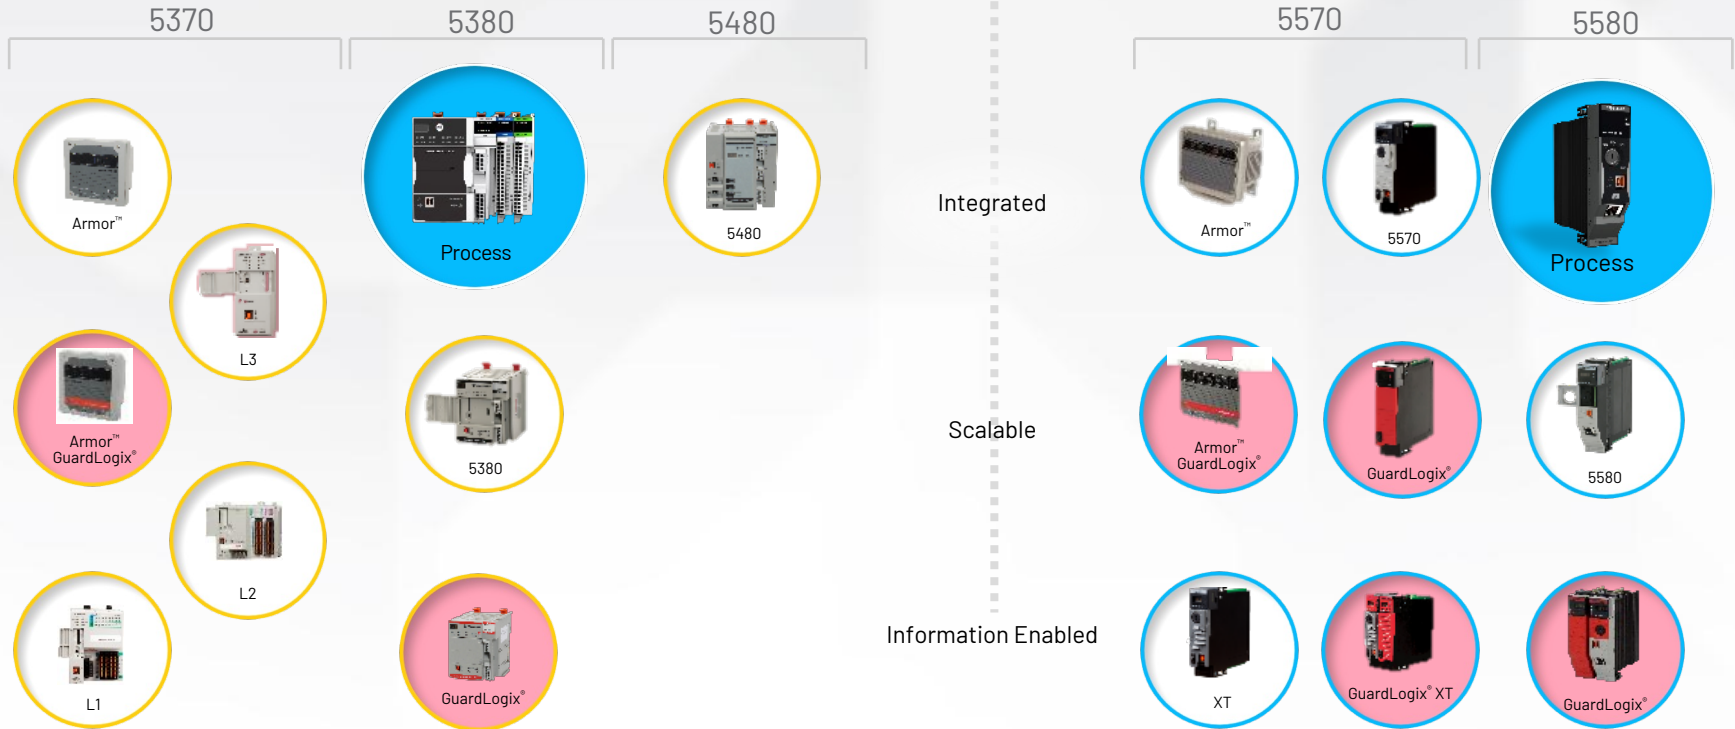 5370
5380
5480
5570
5580
Armor™
Process
5480
Integrated
Armor™
5570
Process
L3
Armor™
GuardLogix®
5380
Scalable
Armor™
GuardLogix®
GuardLogix®
5580
L2
L1
GuardLogix®
Information Enabled
XT
GuardLogix® XT
GuardLogix®